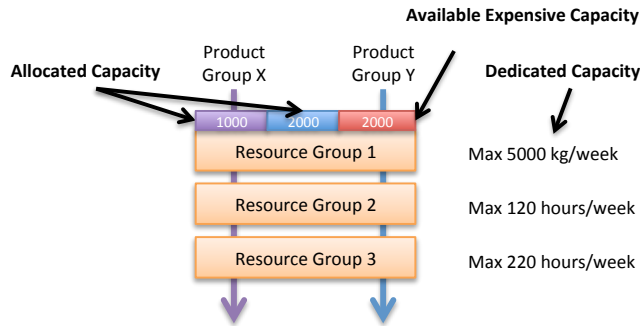 Available Expensive Capacity
Product
Group X
Product
Group Y
Allocated Capacity
Dedicated Capacity
1000 2000 2000
Resource Group 1
Max 5000 kg/week
Resource Group 2
Max 120 hours/week
Resource Group 3
Max 220 hours/week